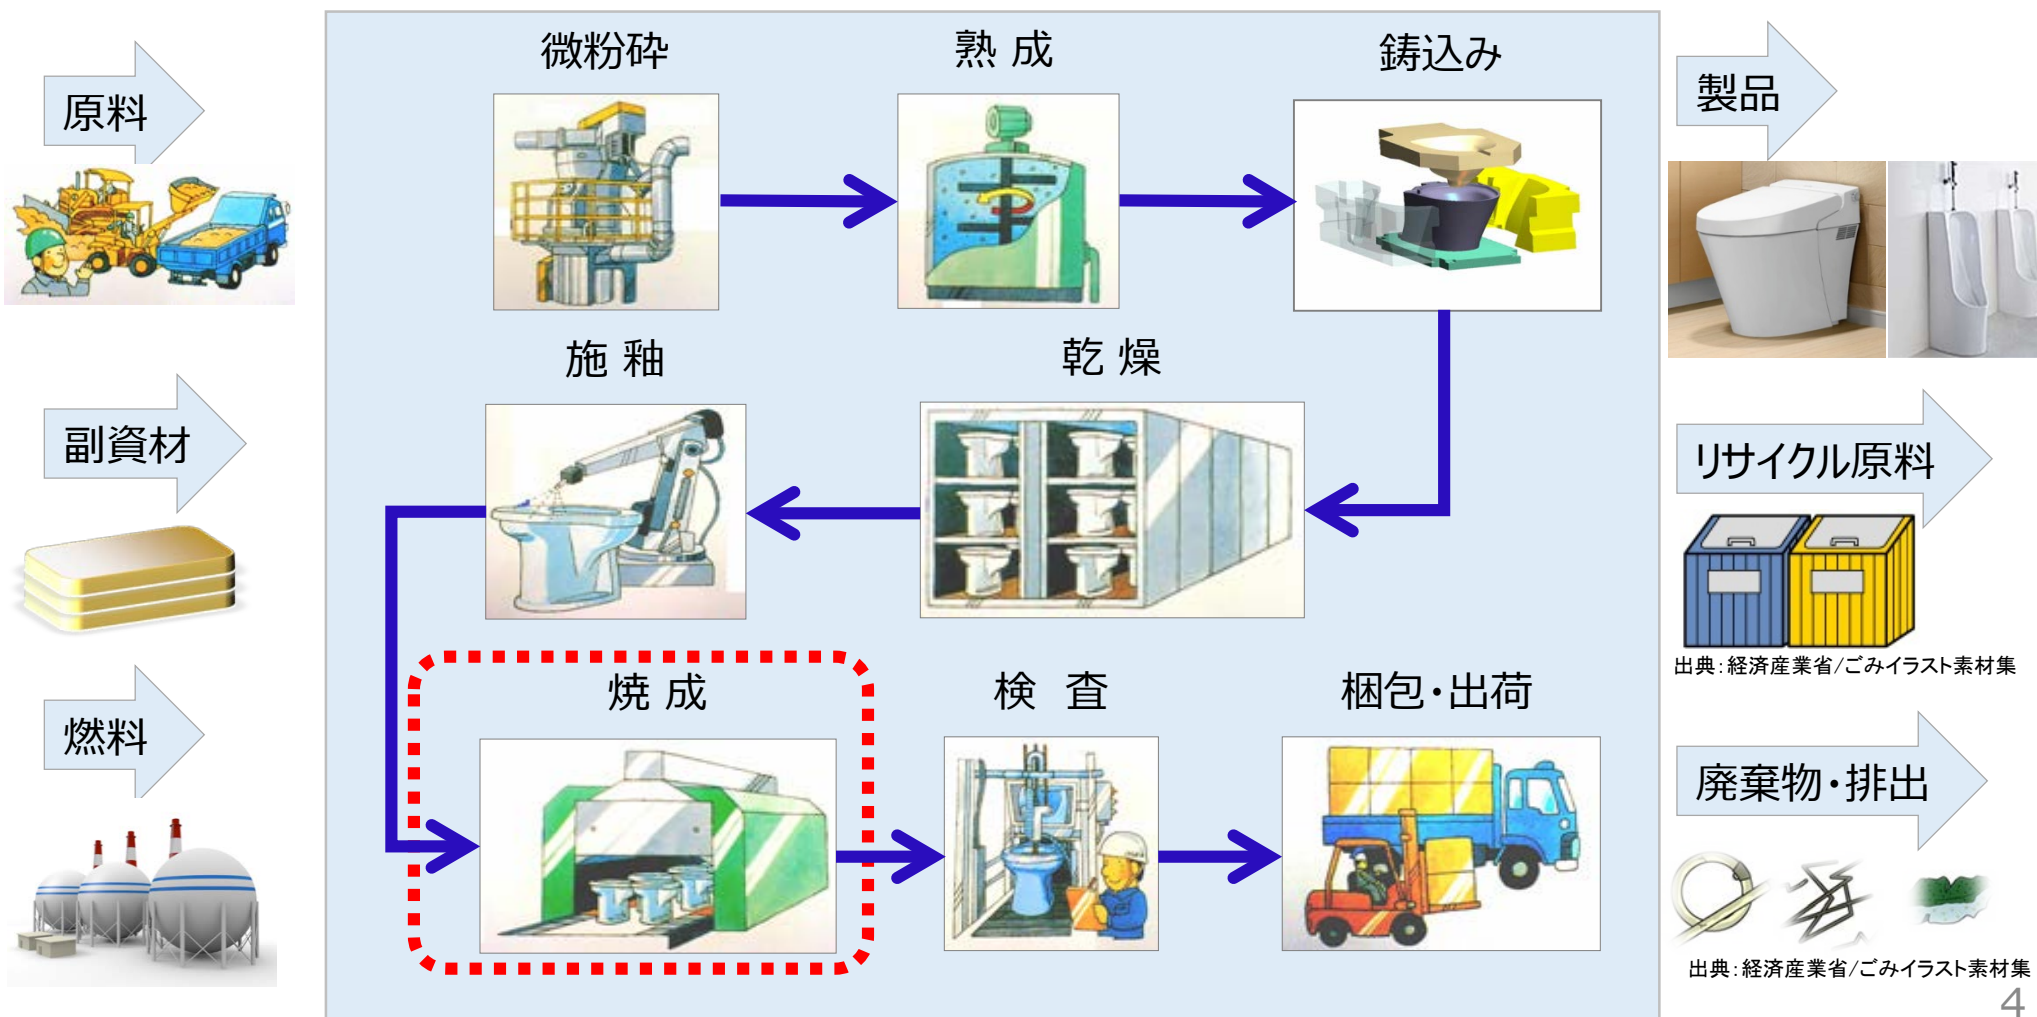 原料
副資材
燃料
微粉砕
熟 成
鋳込み
施 釉
乾 燥
焼 成
検 査
梱包・出荷
製品
リサイクル原料
出典：経済産業省/ごみイラスト素材集
廃棄物・排出
出典：経済産業省/ごみイラスト素材集
4